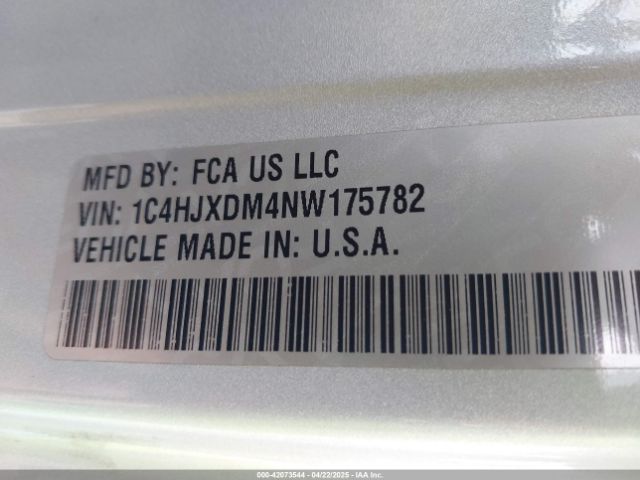 MFD BY: FCA US LLC
VIN: 1C4HJXDM4NW175782
VEHICLE MADE IN: U.S.A.
000-42073544 - 04/22/2025 - IAA Inc.